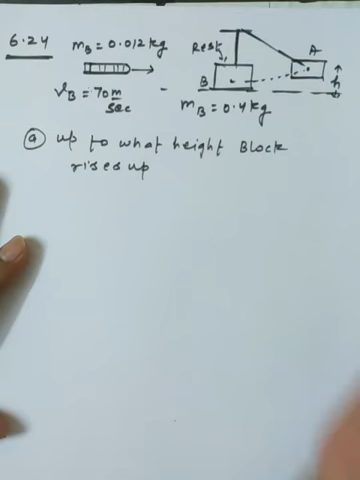 6.24
m_B = 0.012 kg
v_B = 70 m/sec
Rest
A
B
h
m_B = 0.4 kg
ⓐ up to what height Block
rises up